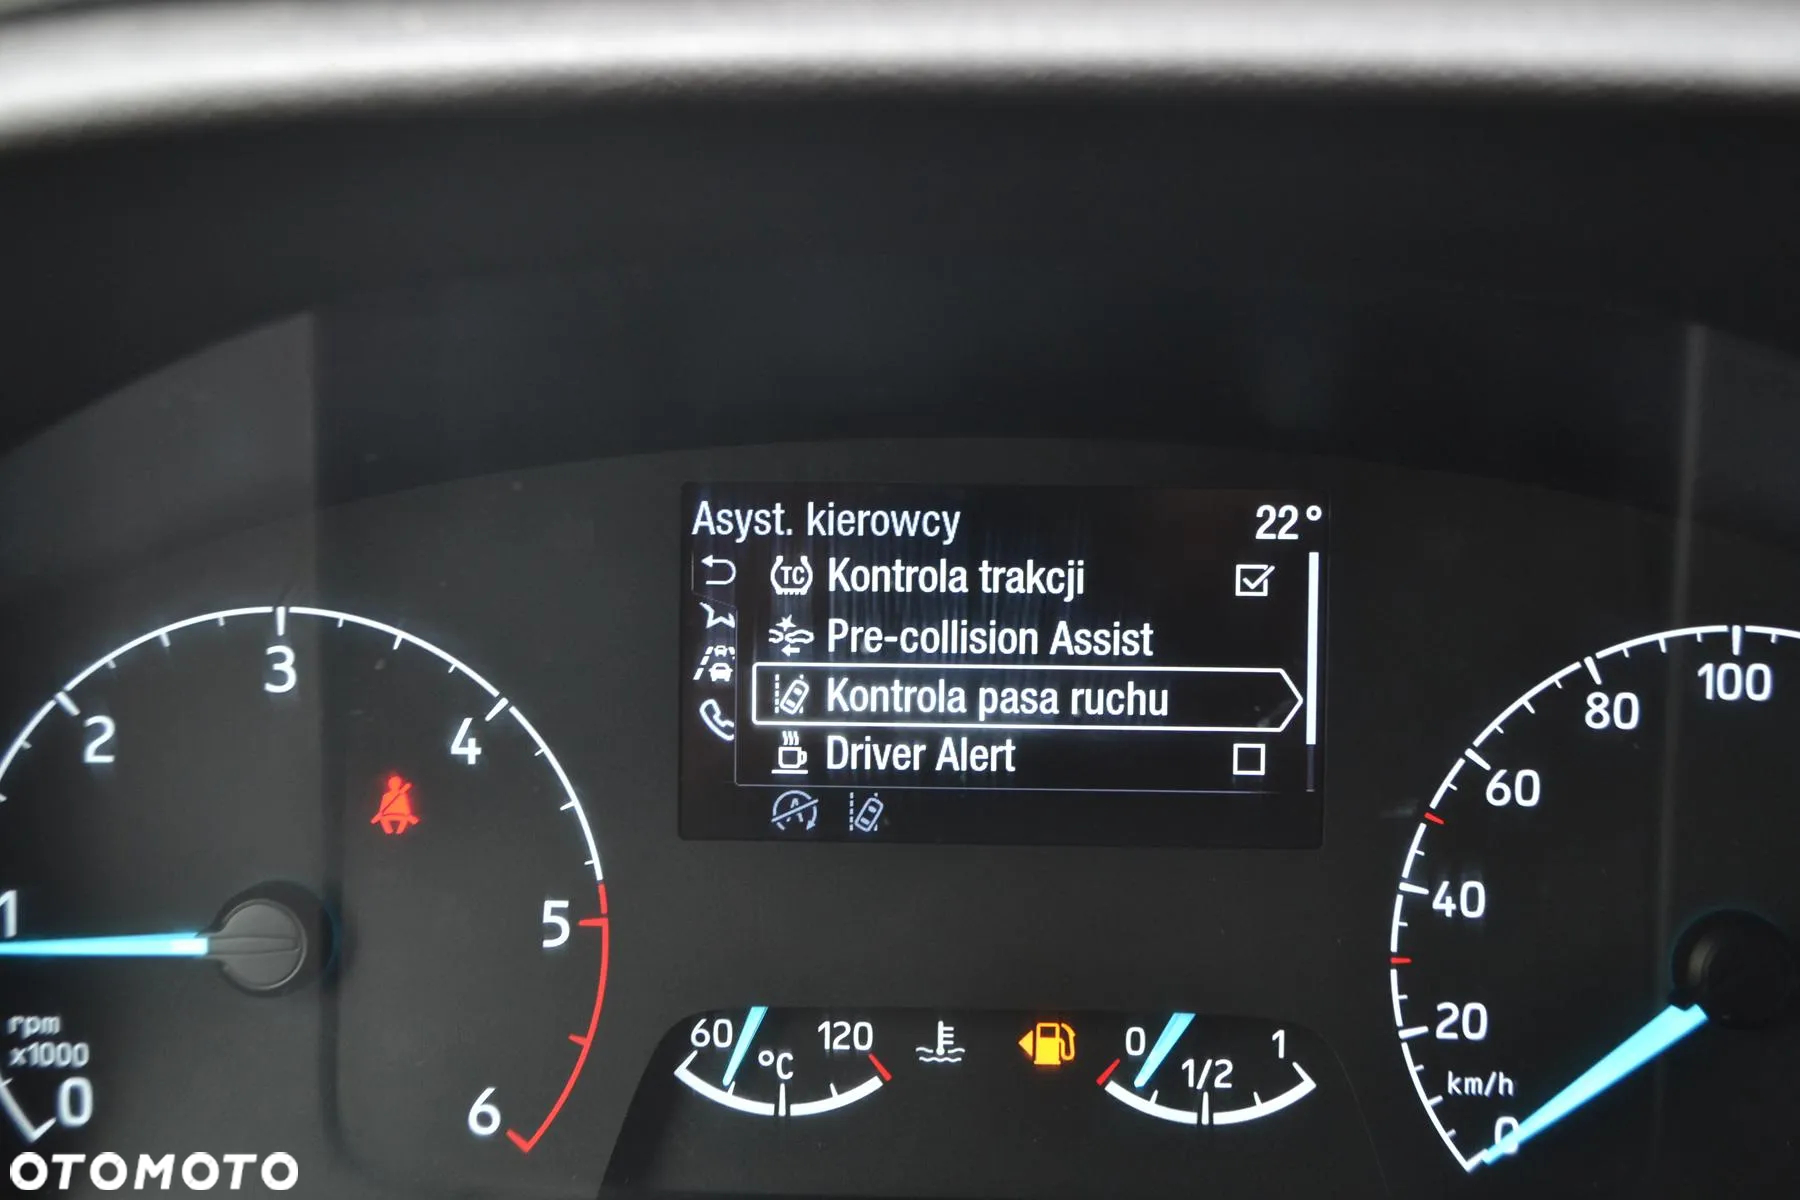 Asyst. kierowcy 22°
TC Kontrola trakcji
Pre-collision Assist
Kontrola pasa ruchu
Driver Alert
A
1
2
3
4
5
6
rpm
x1000
0
60 120
°C
0 1/2 1
100
80
60
40
20
km/h
0
OTOMOTO